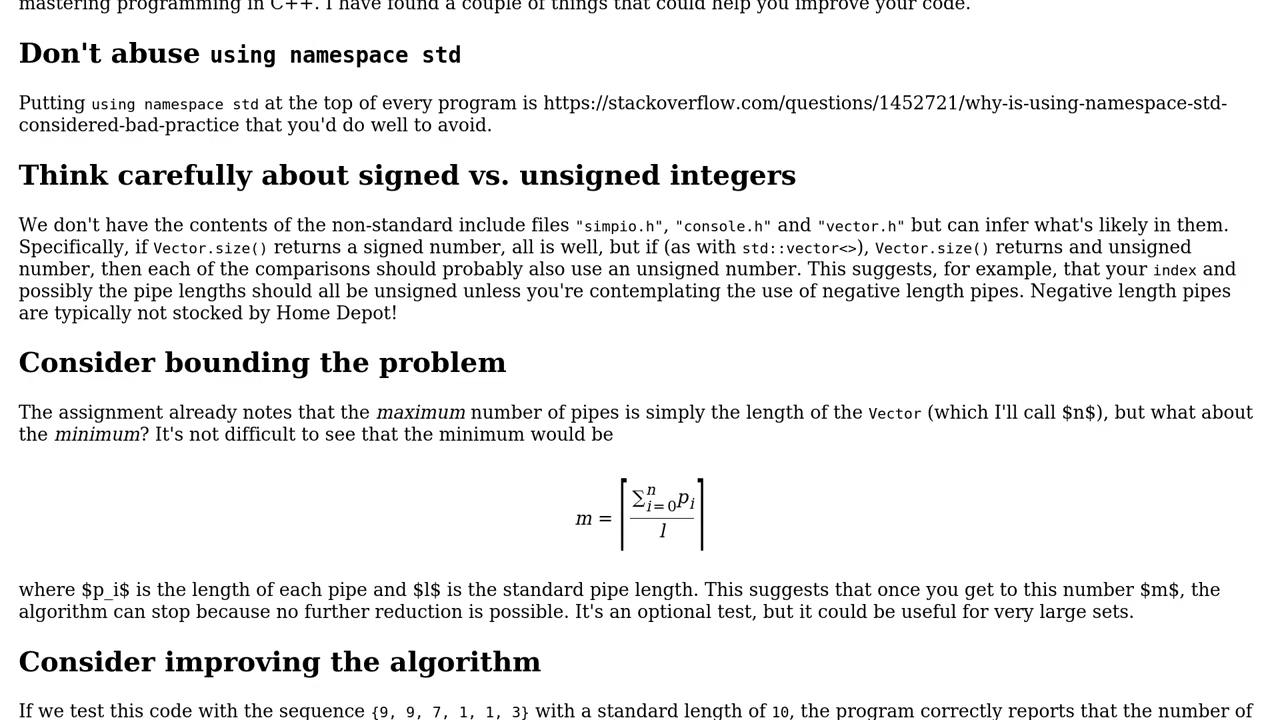 mastering programming in C++. I have found a couple of things that could help you improve your code.
Don't abuse using namespace std
Putting using namespace std at the top of every program is https://stackoverflow.com/questions/1452721/why-is-using-namespace-std-
considered-bad-practice that you'd do well to avoid.
Think carefully about signed vs. unsigned integers
We don't have the contents of the non-standard include files "simpio.h", "console.h" and "vector.h" but can infer what's likely in them.
Specifically, if Vector.size() returns a signed number, all is well, but if (as with std::vector<>), Vector.size() returns and unsigned
number, then each of the comparisons should probably also use an unsigned number. This suggests, for example, that your index and
possibly the pipe lengths should all be unsigned unless you're contemplating the use of negative length pipes. Negative length pipes
are typically not stocked by Home Depot!
Consider bounding the problem
The assignment already notes that the maximum number of pipes is simply the length of the Vector (which I'll call $n$), but what about
the minimum? It's not difficult to see that the minimum would be
m = ⌈ ∑_{i=0}^{n} p_i / l ⌉
where $p_i$ is the length of each pipe and $l$ is the standard pipe length. This suggests that once you get to this number $m$, the
algorithm can stop because no further reduction is possible. It's an optional test, but it could be useful for very large sets.
Consider improving the algorithm
If we test this code with the sequence {9, 9, 7, 1, 1, 3} with a standard length of 10, the program correctly reports that the number of